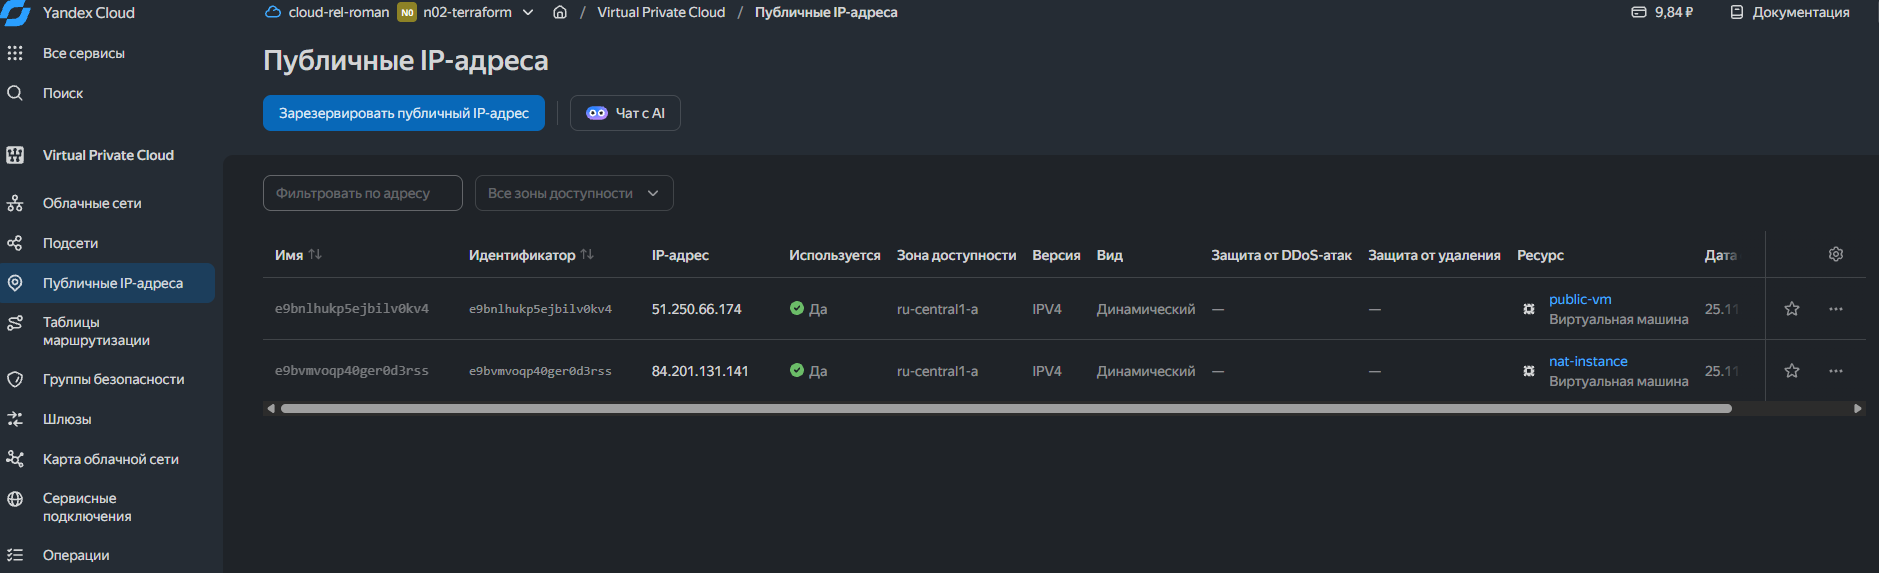 Yandex Cloud
cloud-rel-roman N0 n02-terraform / Virtual Private Cloud / Публичные IP-адреса
9,84 ₽ Документация
Все сервисы
Поиск
Virtual Private Cloud
Облачные сети
Подсети
Публичные IP-адреса
Таблицы
маршрутизации
Группы безопасности
Шлюзы
Карта облачной сети
Сервисные
подключения
Операции
Публичные IP-адреса
Зарезервировать публичный IP-адрес Чат с AI
Фильтровать по адресу Все зоны доступности
Имя Идентификатор IP-адрес Используется Зона доступности Версия Вид Защита от DDoS-атак Защита от удаления Ресурс Дата
e9bnlhukp5ejbilv0kv4 e9bnlhukp5ejbilv0kv4 51.250.66.174 Да ru-central1-a IPV4 Динамический — — public-vm 25.11
Виртуальная машина
e9bvmvoqp40ger0d3rss e9bvmvoqp40ger0d3rss 84.201.131.141 Да ru-central1-a IPV4 Динамический — — nat-instance 25.11
Виртуальная машина